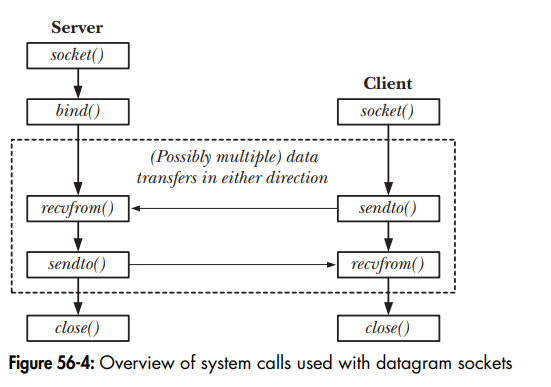 Server
socket()
bind()
Client
socket()
(Possibly multiple) data
transfers in either direction
recvfrom()
sendto()
sendto()
recvfrom()
close()
close()
Figure 56-4: Overview of system calls used with datagram sockets